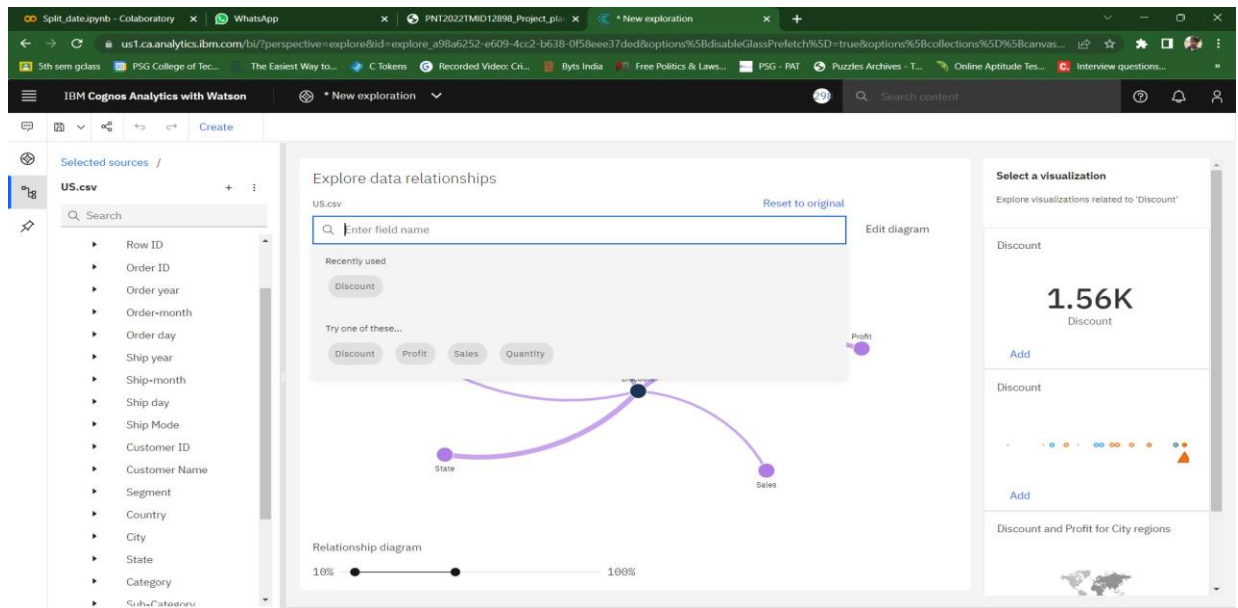 Split_date.ipynb - Colaboratory
WhatsApp
PNT2022TMID12898_Project_pla
* New exploration
us1.ca.analytics.ibm.com/bi/?perspective=explore&id=explore_a98a6252-e609-4cc2-b638-0f58eee37ded&options%5BdisableGlassPrefetch%5D=true&options%5Bcollections%5D%5Bcanvas...
5th sem gclass
PSG College of Tec...
The Easiest Way to...
C Tokens
Recorded Video: Cri...
Byts India
Free Politics & Laws...
PSG - PAT
Puzzles Archives - T...
Online Aptitude Tes...
Interview questions...
»
IBM Cognos Analytics with Watson
* New exploration
Search content
Create
Selected sources /
US.csv
Search
Row ID
Order ID
Order year
Order-month
Order day
Ship year
Ship-month
Ship day
Ship Mode
Customer ID
Customer Name
Segment
Country
City
State
Category
Sub-Category
Explore data relationships
US.csv
Reset to original
Enter field name
Edit diagram
Recently used
Discount
Try one of these...
Discount Profit Sales Quantity
Profit
Discount
State
Sales
Relationship diagram
10% 100%
Select a visualization
Explore visualizations related to 'Discount'
Discount
1.56K
Discount
Add
Discount
Add
Discount and Profit for City regions